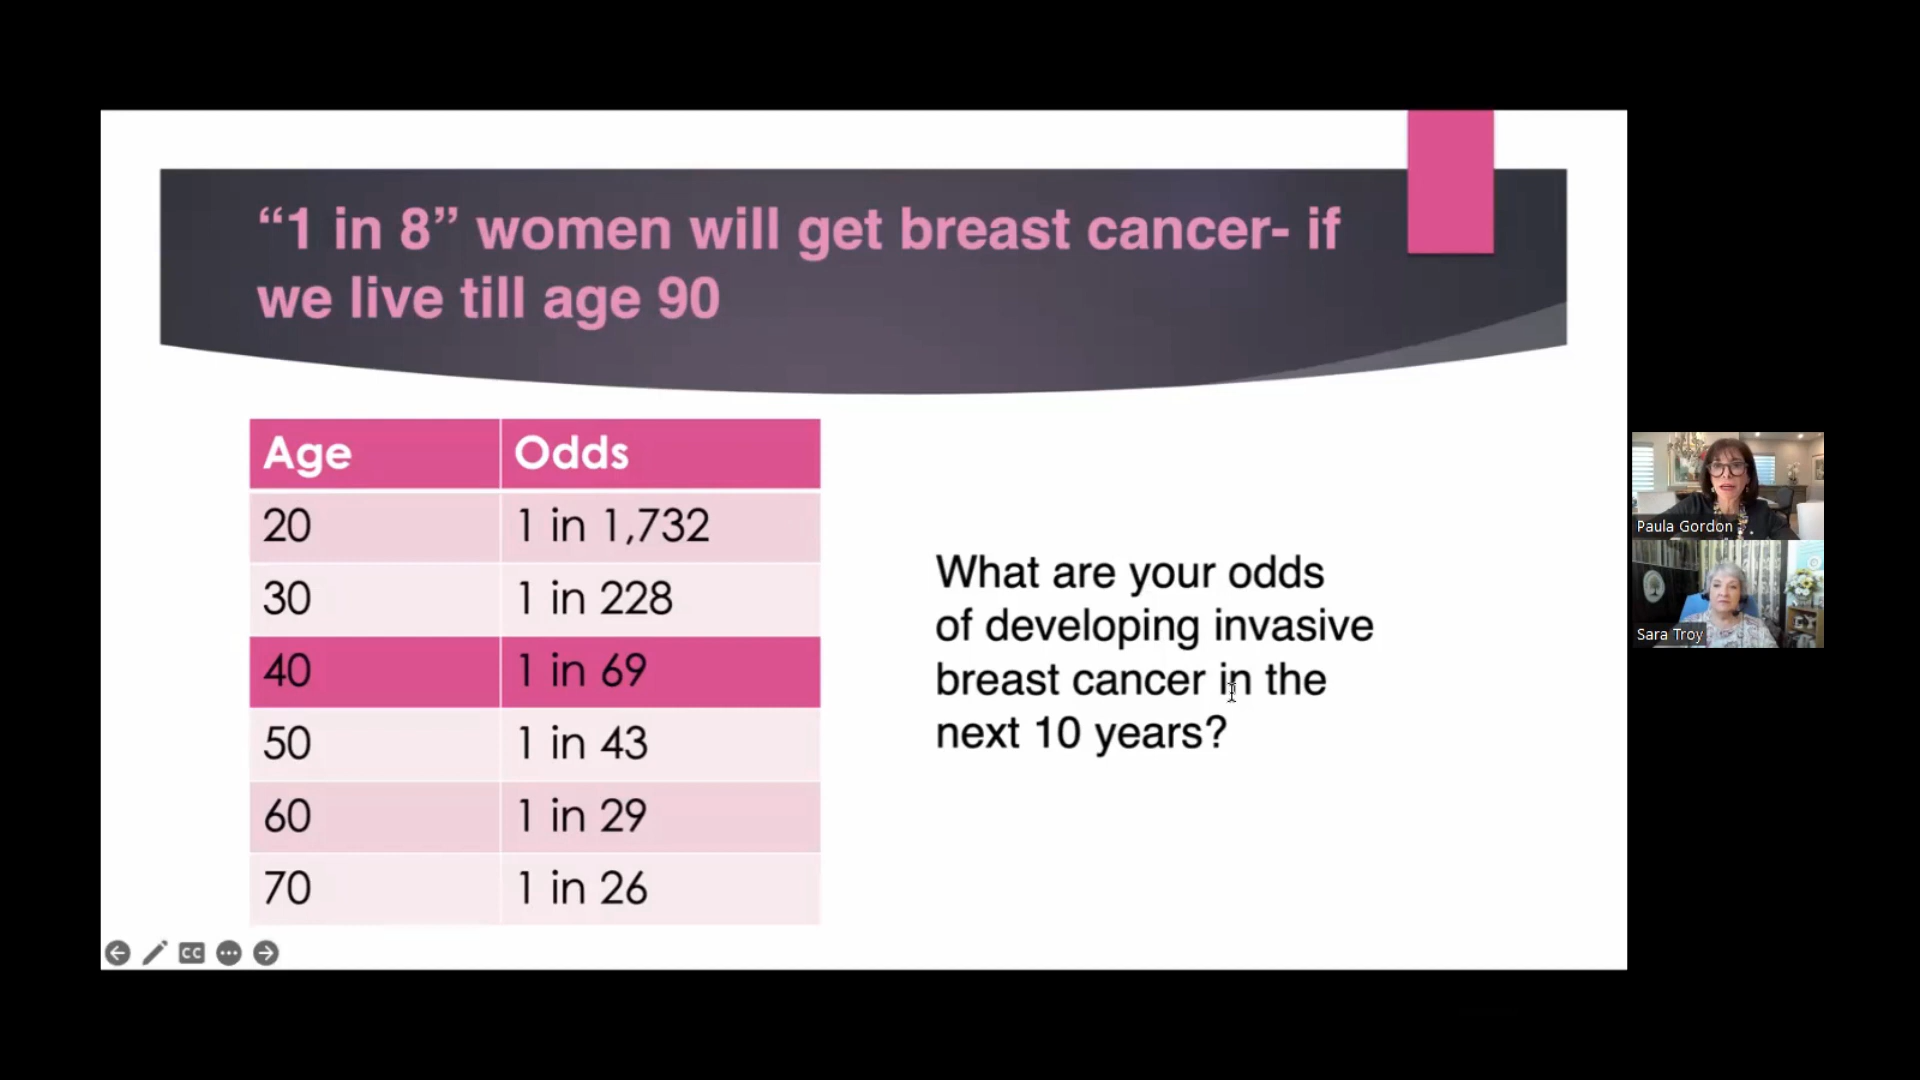 “1 in 8” women will get breast cancer- if
we live till age 90
Age Odds
20 1 in 1,732
30 1 in 228
40 1 in 69
50 1 in 43
60 1 in 29
70 1 in 26
What are your odds
of developing invasive
breast cancer in the
next 10 years?
CC
Paula Gordon
Sara Troy